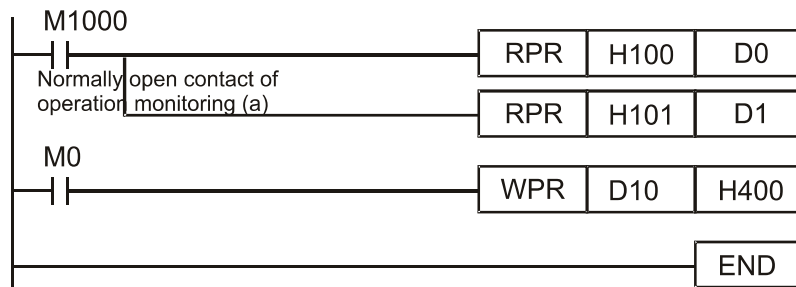 M1000
RPR H100 D0
Normally open contact of
operation monitoring (a)
RPR H101 D1
M0
WPR D10 H400
END